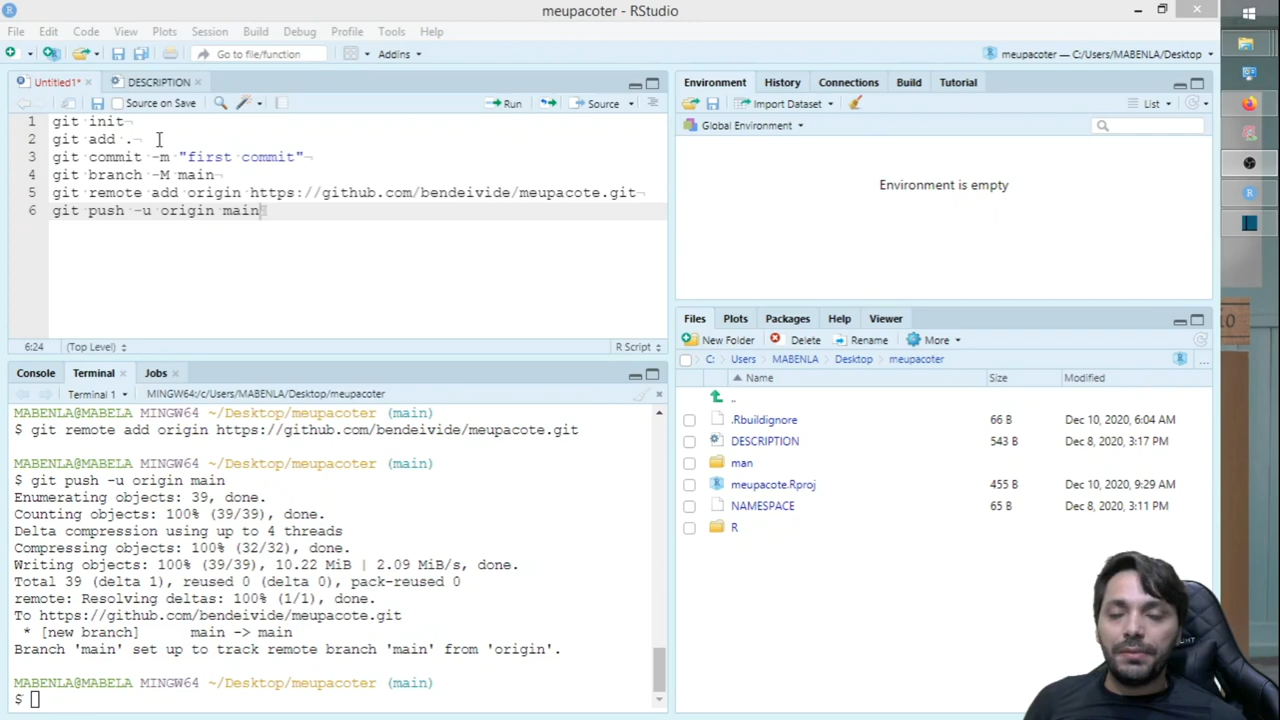 meupacoter - RStudio
File Edit Code View Plots Session Build Debug Profile Tools Help
Go to file/function
Addins
meupacoter — C:/Users/MABENLA/Desktop
Untitled1*
DESCRIPTION
Source on Save
Run
Source
1 git init
2 git add .
3 git commit -m "first commit"
4 git branch -M main
5 git remote add origin https://github.com/bendeivide/meupacote.git
6 git push -u origin main
6:24 (Top Level) R Script
Console Terminal Jobs
Terminal 1 MINGW64:/c/Users/MABENLA/Desktop/meupacoter
MABENLA@MABELA MINGW64 ~/Desktop/meupacoter (main)
$ git remote add origin https://github.com/bendeivide/meupacote.git
MABENLA@MABELA MINGW64 ~/Desktop/meupacoter (main)
$ git push -u origin main
Enumerating objects: 39, done.
Counting objects: 100% (39/39), done.
Delta compression using up to 4 threads
Compressing objects: 100% (32/32), done.
Writing objects: 100% (39/39), 10.22 MiB | 2.09 MiB/s, done.
Total 39 (delta 1), reused 0 (delta 0), pack-reused 0
remote: Resolving deltas: 100% (1/1), done.
To https://github.com/bendeivide/meupacote.git
* [new branch] main -> main
Branch 'main' set up to track remote branch 'main' from 'origin'.
MABENLA@MABELA MINGW64 ~/Desktop/meupacoter (main)
$
Environment History Connections Build Tutorial
Import Dataset
List
Global Environment
Environment is empty
Files Plots Packages Help Viewer
New Folder Delete Rename More
C: Users MABENLA Desktop meupacoter
...
Name Size Modified
..
.Rbuildignore 66 B Dec 10, 2020, 6:04 AM
DESCRIPTION 543 B Dec 8, 2020, 3:17 PM
man
meupacote.Rproj 455 B Dec 10, 2020, 9:29 AM
NAMESPACE 65 B Dec 8, 2020, 3:11 PM
R